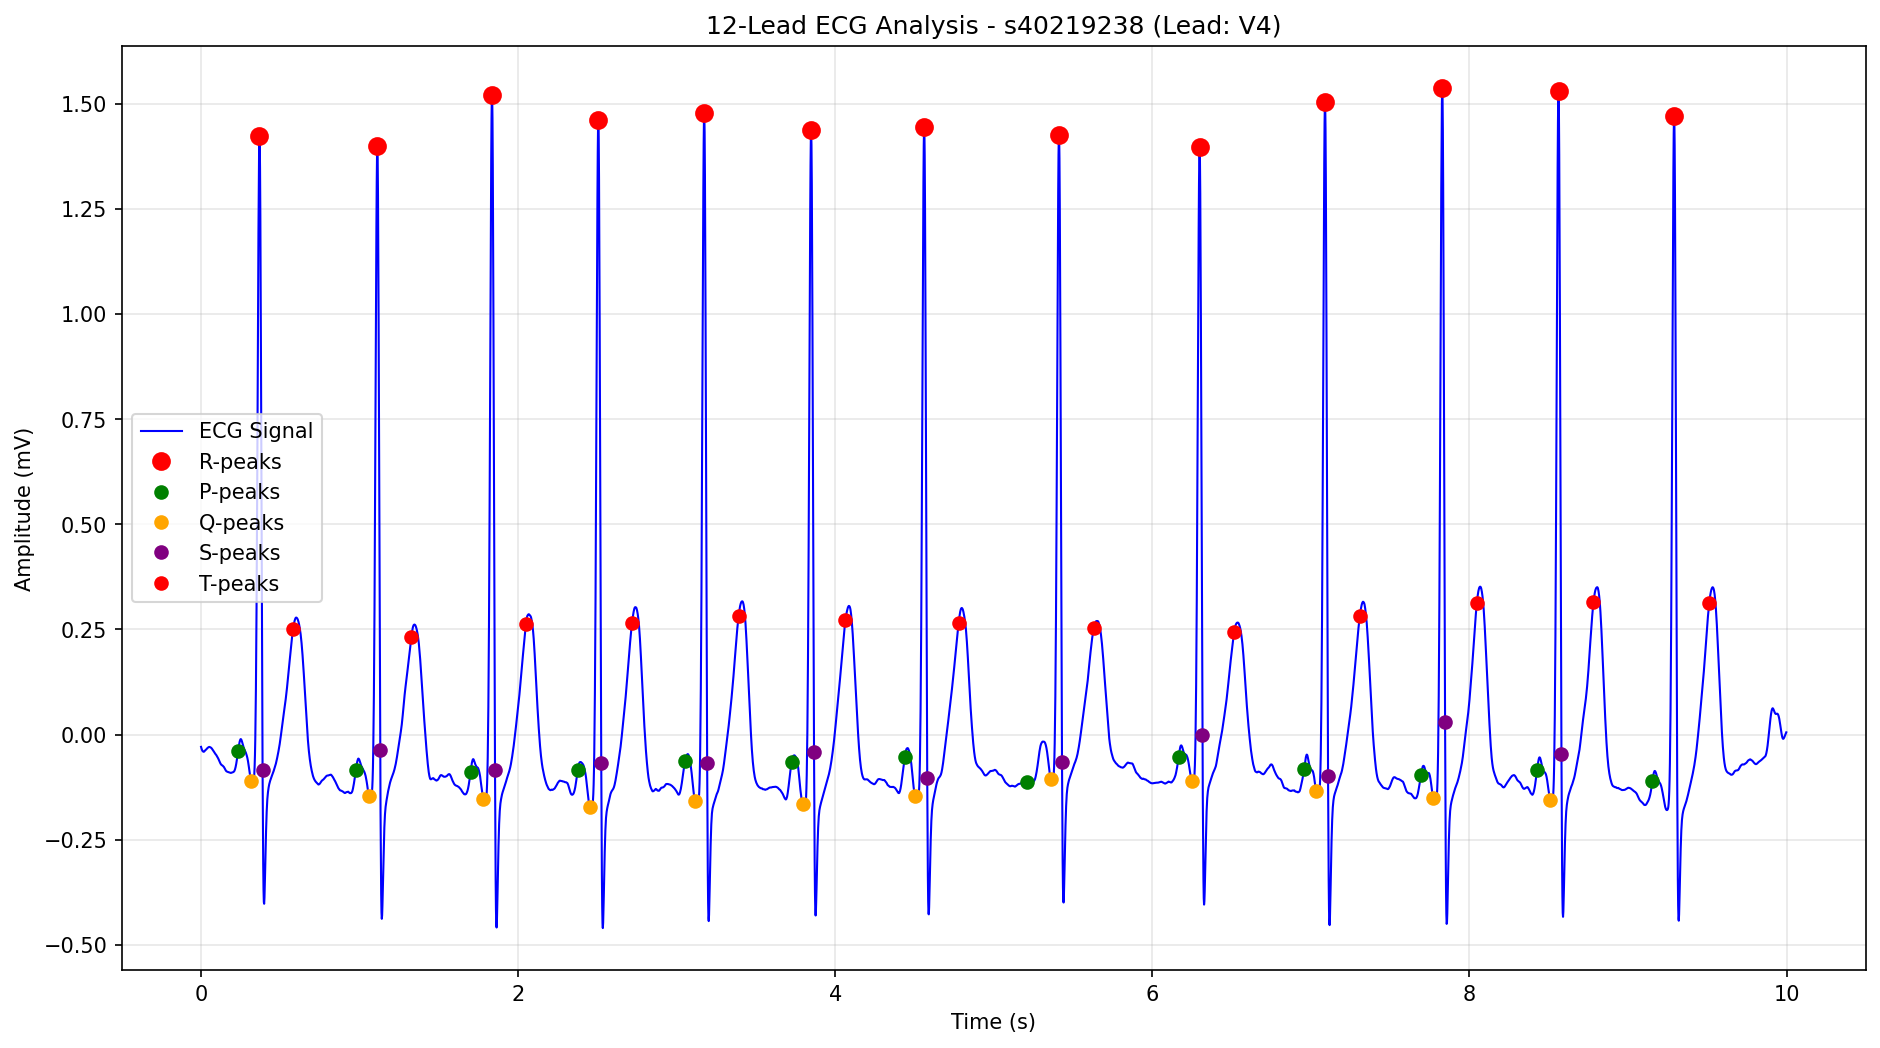 12-Lead ECG Analysis - s40219238 (Lead: V4)
Amplitude (mV)
1.50
1.25
1.00
0.75
0.50
0.25
0.00
−0.25
−0.50
ECG Signal
R-peaks
P-peaks
Q-peaks
S-peaks
T-peaks
0 2 4 6 8 10
Time (s)